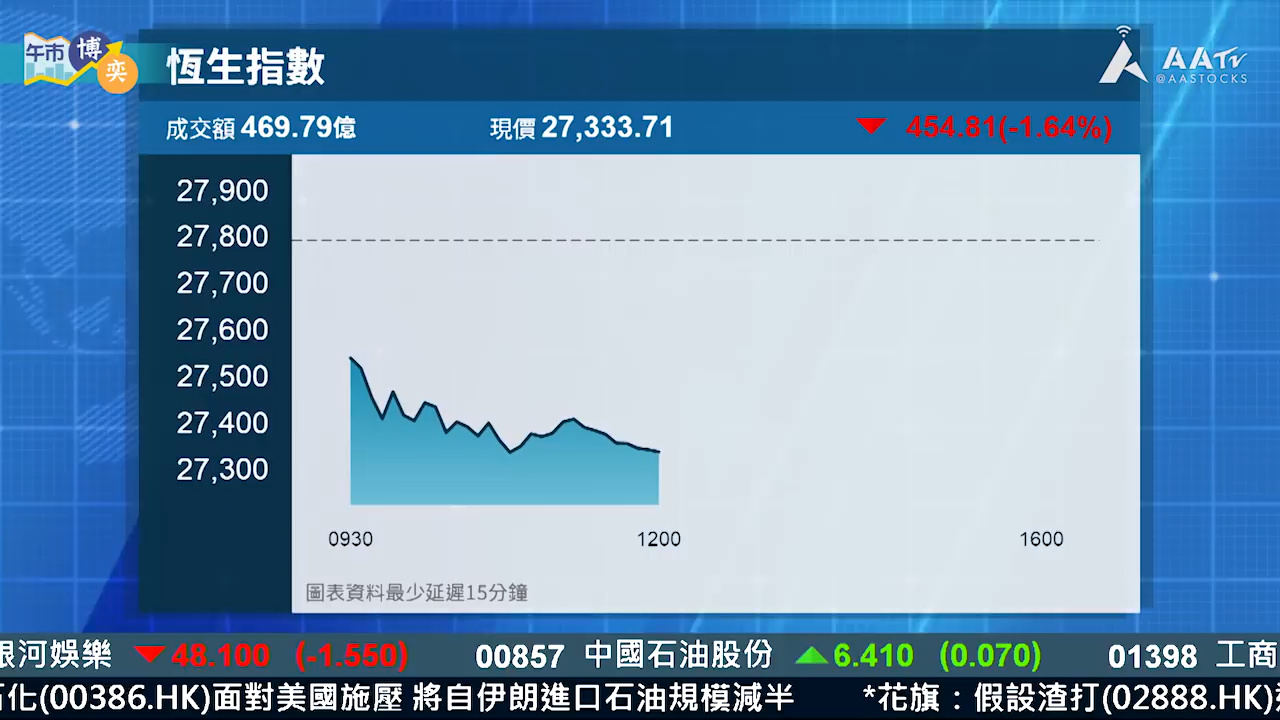 午市
博
奕
恆生指數
AATV
@AASTOCKS
成交額 469.79億
現價 27,333.71
454.81(-1.64%)
27,900
27,800
27,700
27,600
27,500
27,400
27,300
0930
1200
1600
圖表資料最少延遲15分鐘
銀河娛樂 48.100 (-1.550) 00857 中國石油股份 6.410 (0.070) 01398 工商
石化(00386.HK)面對美國施壓 將自伊朗進口石油規模減半 *花旗：假設渣打(02888.HK)